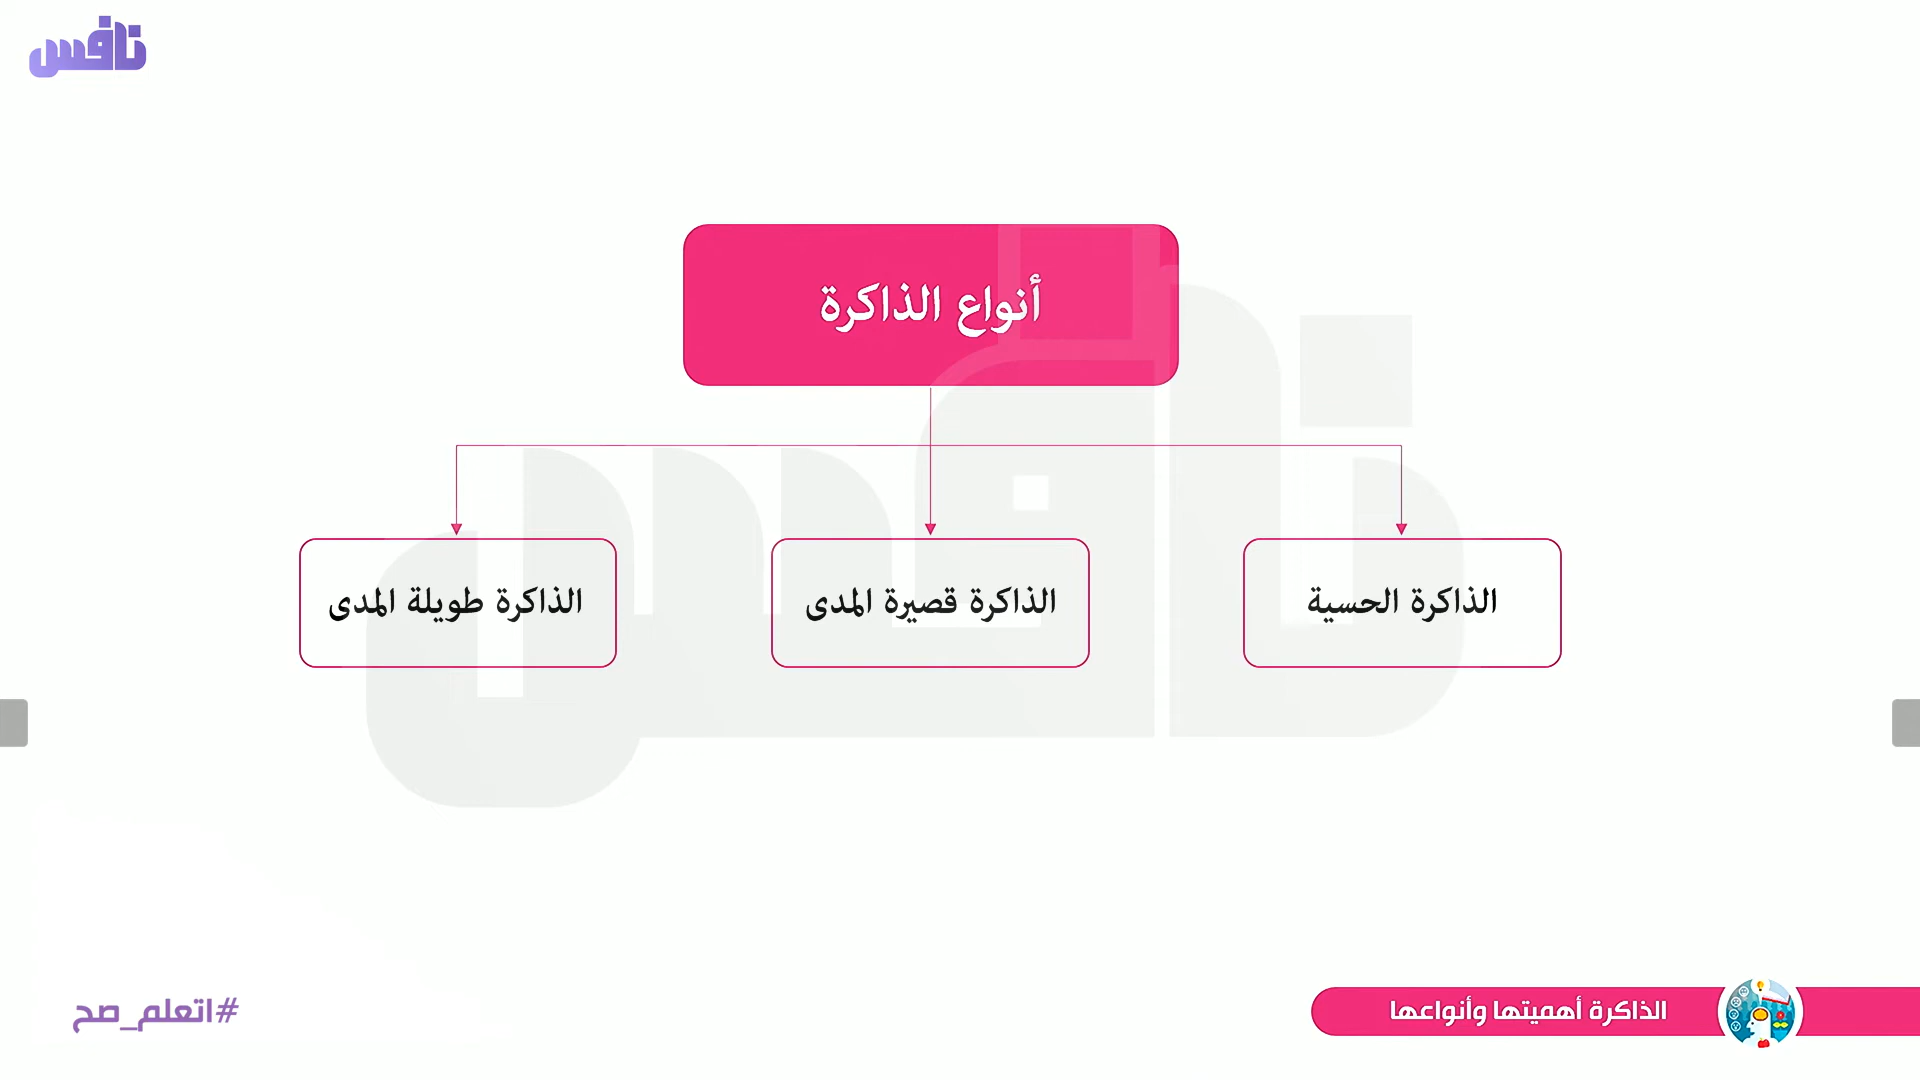 نافس
أنواع الذاكرة
الذاكرة الحسية
الذاكرة قصيرة المدى
الذاكرة طويلة المدى
الذاكرة أهميتها وأنواعها
#اتعلم_صح